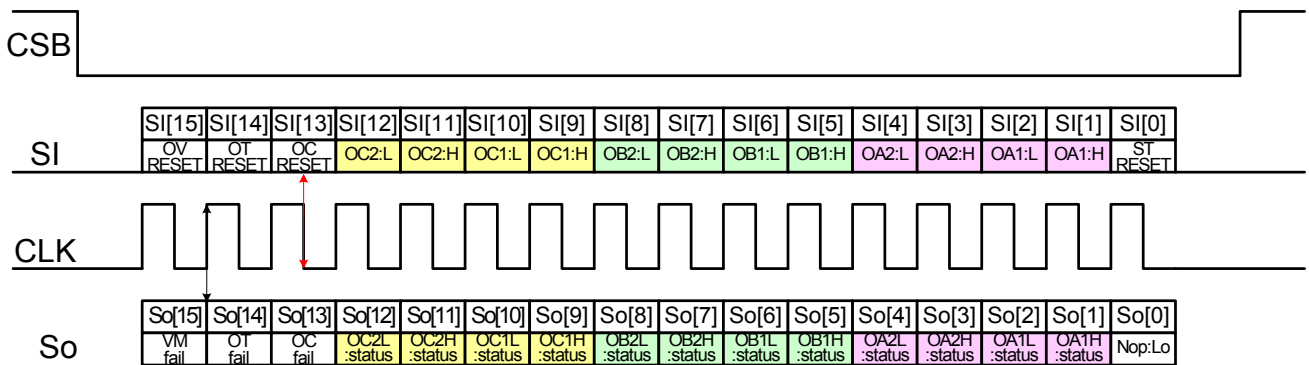 CSB
SI[15] SI[14] SI[13] SI[12] SI[11] SI[10] SI[9] SI[8] SI[7] SI[6] SI[5] SI[4] SI[3] SI[2] SI[1] SI[0]
SI
OV OT OC OC2:L OC2:H OC1:L OC1:H OB2:L OB2:H OB1:L OB1:H OA2:L OA2:H OA1:L OA1:H ST
RESET RESET RESET RESET
CLK
So[15] So[14] So[13] So[12] So[11] So[10] So[9] So[8] So[7] So[6] So[5] So[4] So[3] So[2] So[1] So[0]
So
VM OT OC OC2L OC2H OC1L OC1H OB2L OB2H OB1L OB1H OA2L OA2H OA1L OA1H Nop:Lo
fail fail fail :status :status :status :status :status :status :status :status :status :status :status :status